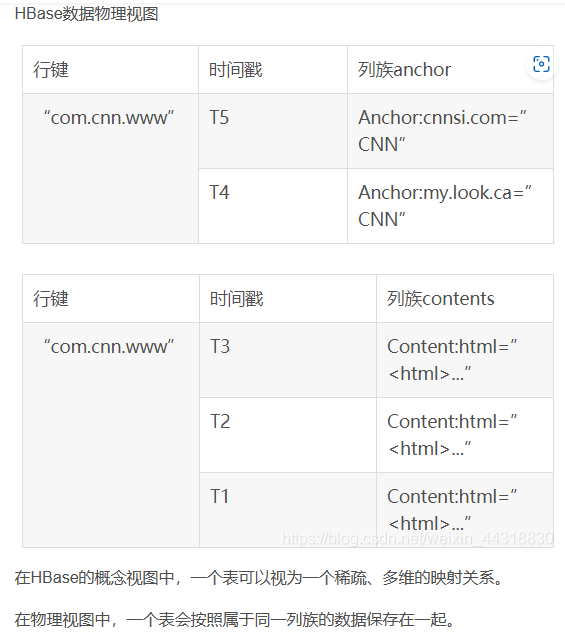 HBase数据物理视图
行键 时间戳 列族anchor
“com.cnn.www” T5 Anchor:cnnsi.com=”
CNN”
T4 Anchor:my.look.ca=”
CNN”
行键 时间戳 列族contents
“com.cnn.www” T3 Content:html=”
<html>...”
T2 Content:html=”
<html>...”
T1 Content:html=”
<html>...”
https://blog.csdn.net/weixin_44318830
在HBase的概念视图中，一个表可以视为一个稀疏、多维的映射关系。
在物理视图中，一个表会按照属于同一列族的数据保存在一起。